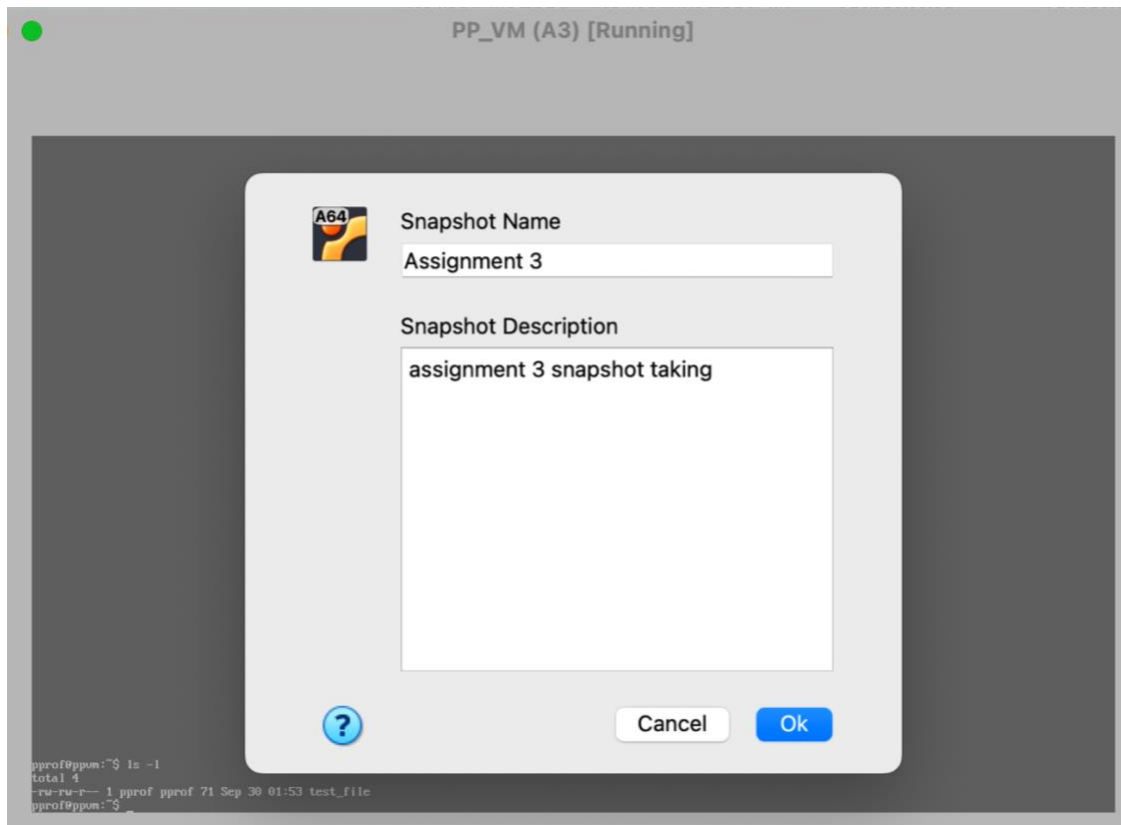 PP_VM (A3) [Running]
A64
Snapshot Name
Assignment 3
Snapshot Description
assignment 3 snapshot taking
?
Cancel
Ok
pprof@ppvm:~$ ls -l
total 4
-rw-rw-r-- 1 pprof pprof 71 Sep 30 01:53 test_file
pprof@ppvm:~$ _